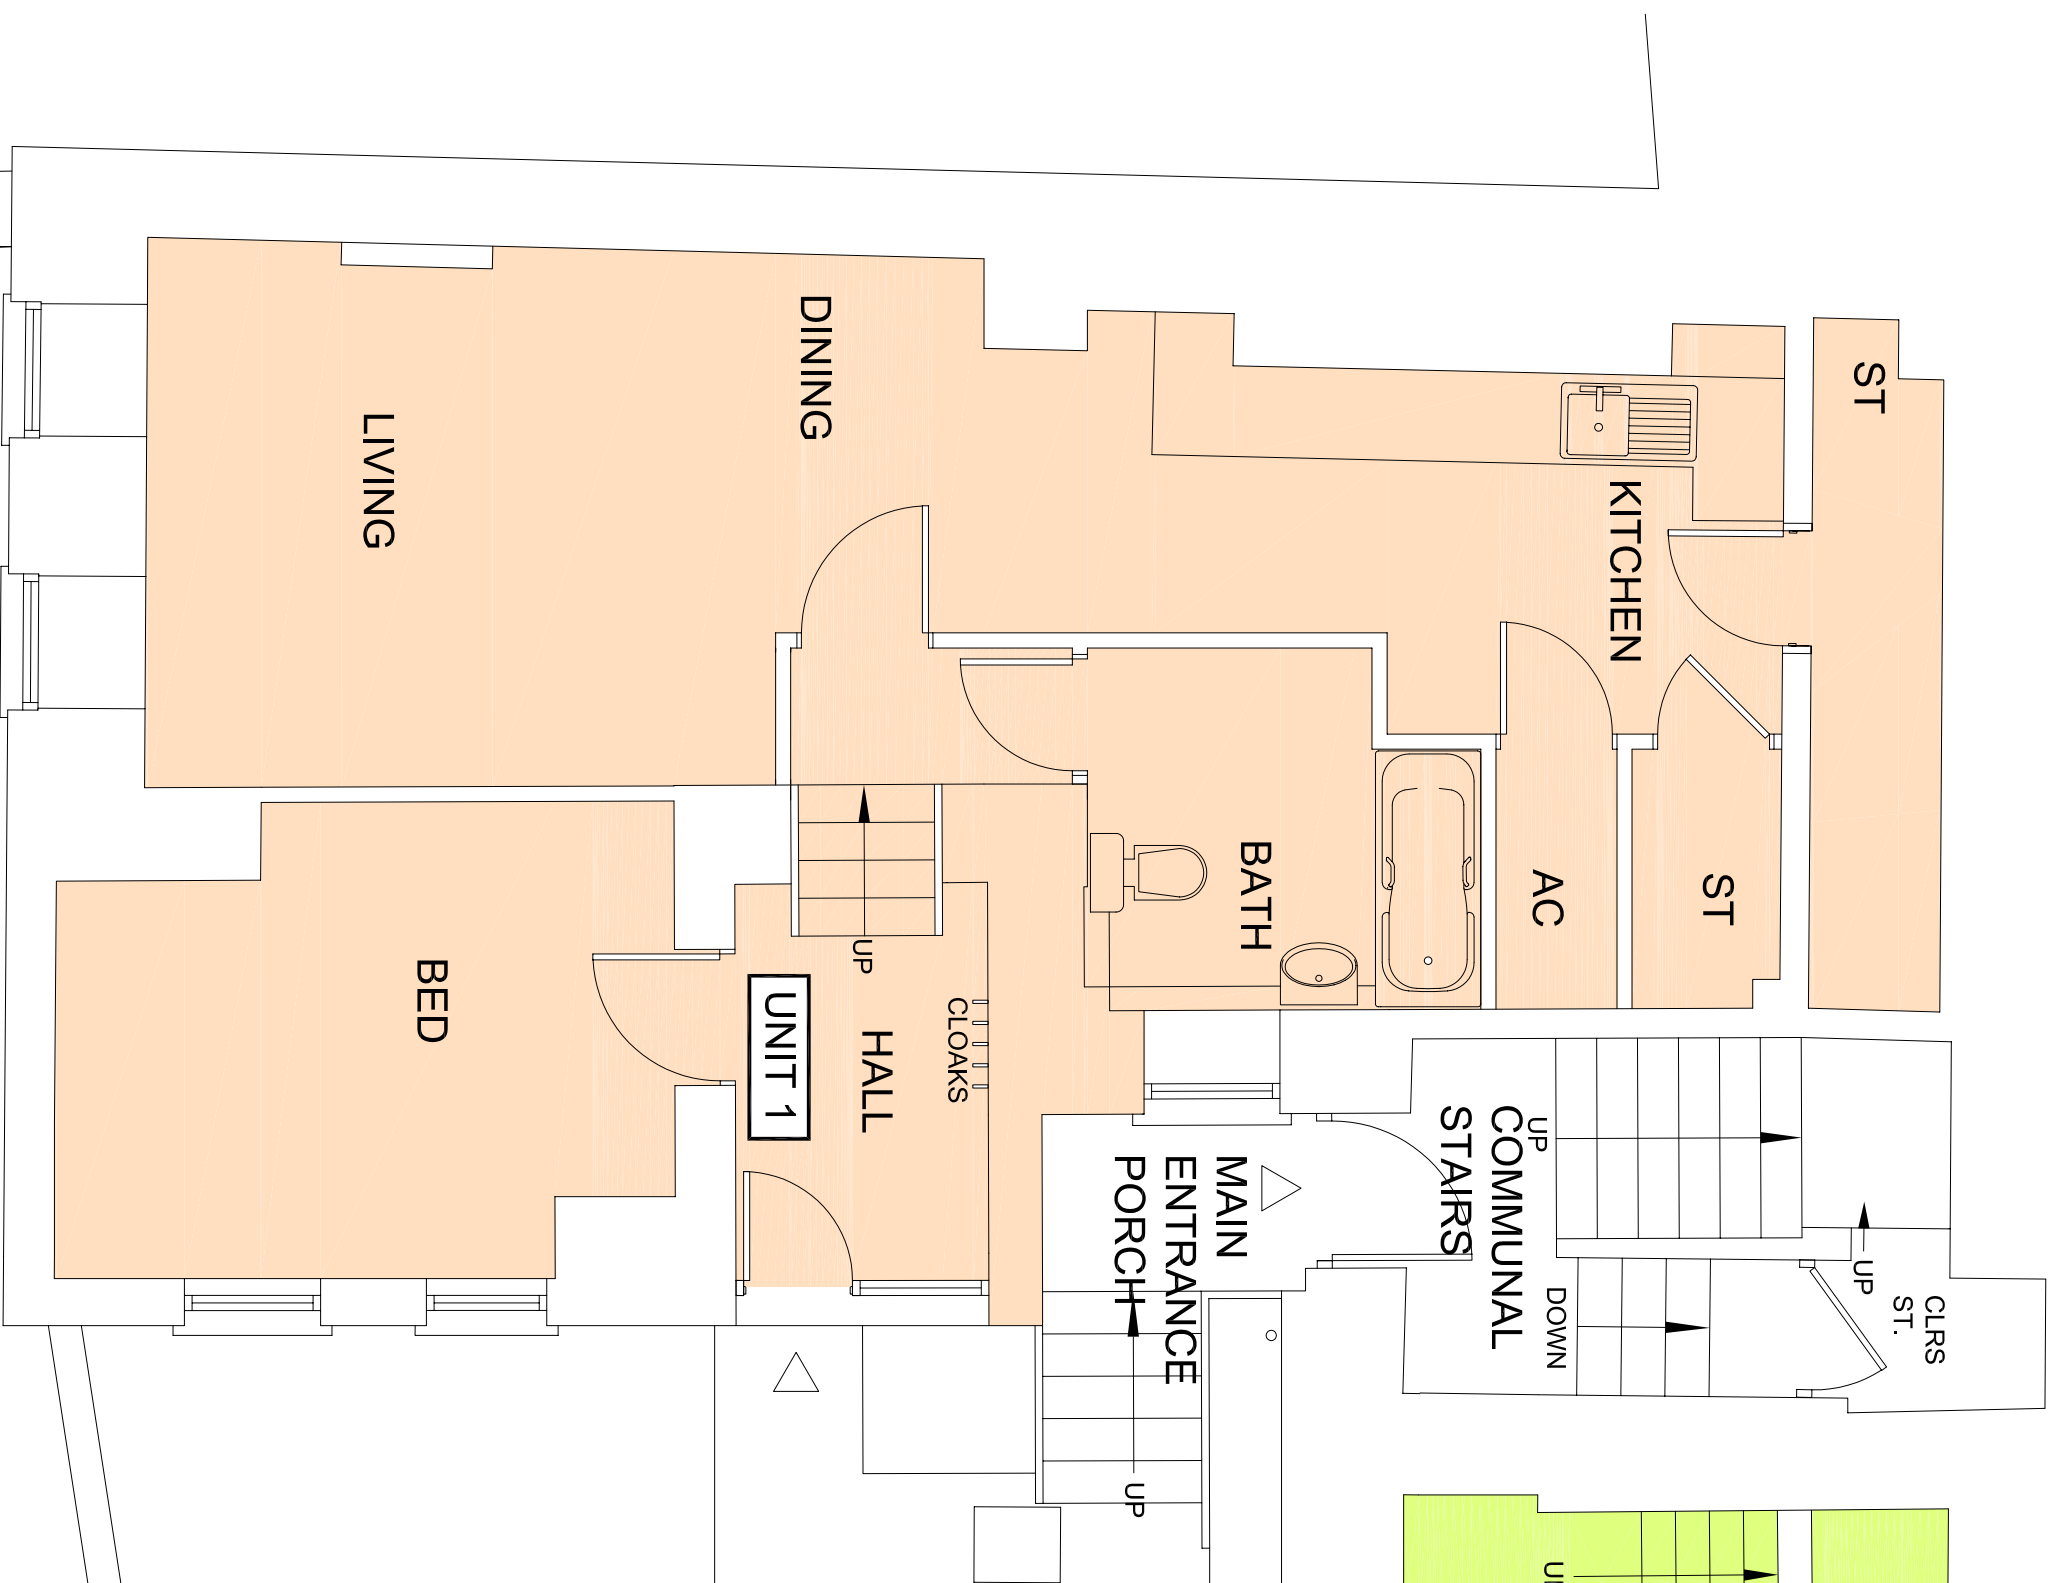 ST
DINING
LIVING
KITCHEN
BATH
AC
ST
BED
UP
UNIT 1
HALL
CLOAKS
MAIN
ENTRANCE
PORCH
UP
COMMUNAL
STAIRS
UP
DOWN
UP
CLRS
ST.